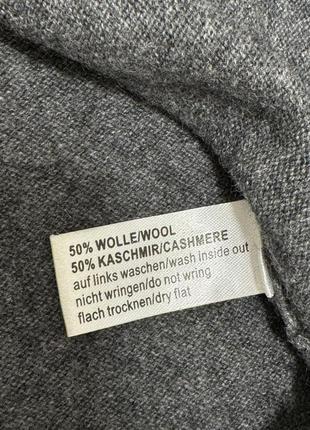 50% WOLLE/WOOL
50% KASCHMIR/CASHMERE
auf links waschen/wash inside out
nicht wringen/do not wring
flach trocknen/dry flat